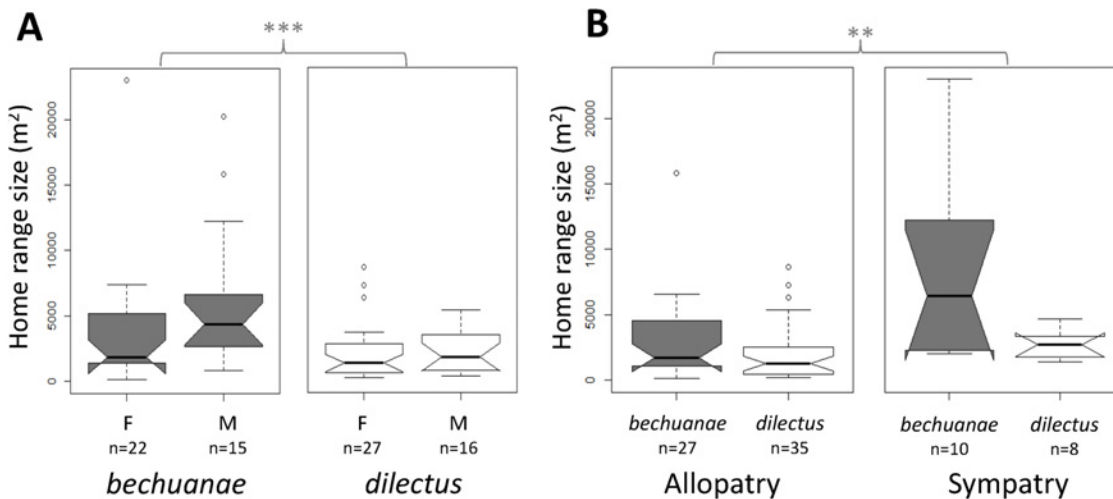 A
***
Home range size (m²)
0 5000 10000 15000 20000
F M F M
n=22 n=15 n=27 n=16
bechuanae dilectus
B
**
Home range size (m²)
0 5000 10000 15000 20000
bechuanae dilectus bechuanae dilectus
n=27 n=35 n=10 n=8
Allopatry Sympatry